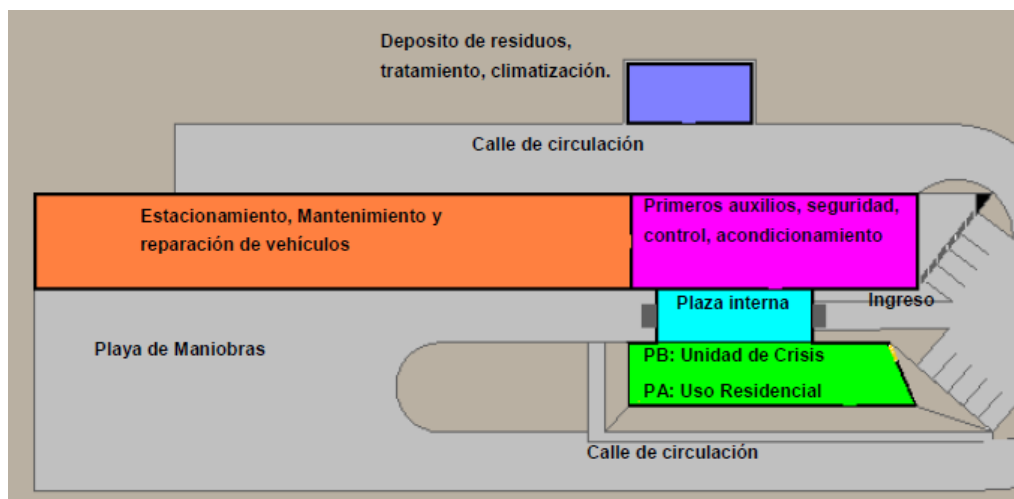 Deposito de residuos,
tratamiento, climatización.
Calle de circulación
Estacionamiento, Mantenimiento y
reparación de vehículos
Primeros auxilios, seguridad,
control, acondicionamiento
Plaza interna
Ingreso
Playa de Maniobras
PB: Unidad de Crisis
PA: Uso Residencial
Calle de circulación